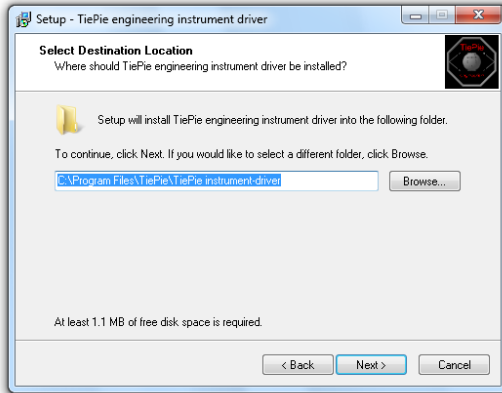 Setup - TiePie engineering instrument driver
Select Destination Location
Where should TiePie engineering instrument driver be installed?
TiePie
Setup will install TiePie engineering instrument driver into the following folder.
To continue, click Next. If you would like to select a different folder, click Browse.
C:\Program Files\TiePie\TiePie instrument-driver
Browse...
At least 1.1 MB of free disk space is required.
< Back
Next >
Cancel